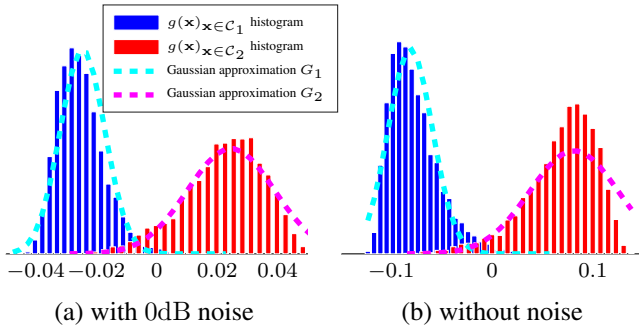 g(𝐱)𝐱∈𝒞₁ histogram
g(𝐱)𝐱∈𝒞₂ histogram
Gaussian approximation G₁
Gaussian approximation G₂
−0.04 −0.02 0 0.02 0.04
−0.1 0 0.1
(a) with 0dB noise
(b) without noise